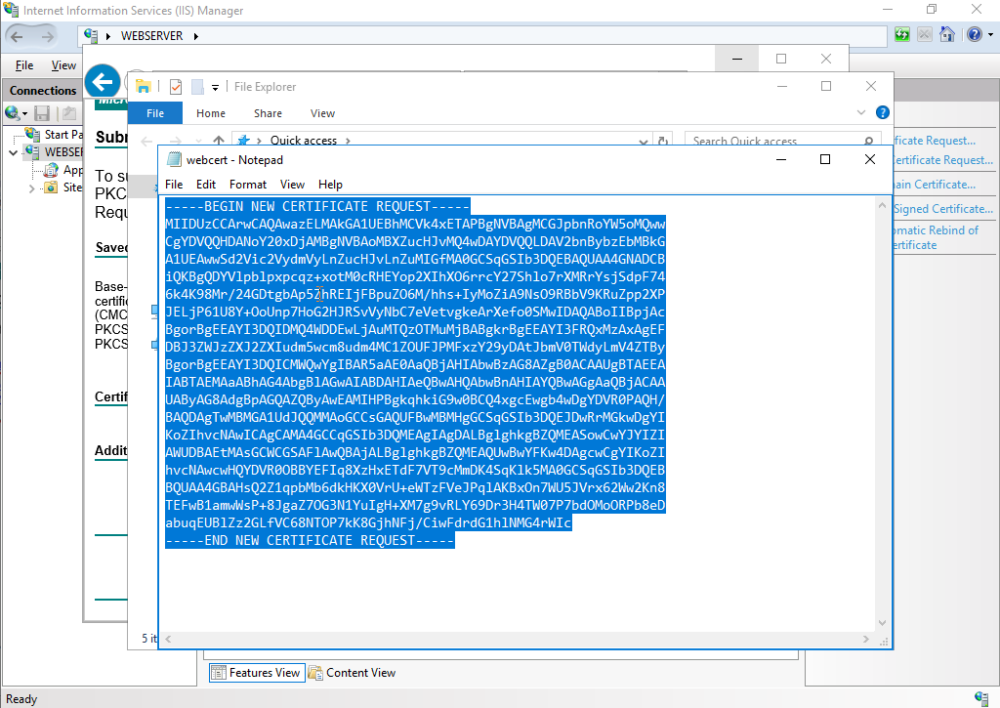 Internet Information Services (IIS) Manager
WEBSERVER
File View
Connections
Start Pa
WEBSER
App
Site
File Explorer
File Home Share View
Quick access
Search Quick access
Subm
To su
PKC
Requ
Saved
Base-
certific
(CMC
PKCS
PKCS
Certif
Addit
webcert - Notepad
File Edit Format View Help
-----BEGIN NEW CERTIFICATE REQUEST-----
MIIDUzCCArwCAQAwazELMAkGA1UEBhMCVk4xETAPBgNVBAgMCGJpbnRoYW5oMQww
CgYDVQQHDANoY20xDjAMBgNVBAoMBXZucHJvMQ4wDAYDVQQLDAV2bnBybzEbMBkG
A1UEAwwSd2Vic2VydmVyLnZucHJvLnZuMIGfMA0GCSqGSIb3DQEBAQUAA4GNADCB
iQKBgQDYVlpblpxpcqz+xotM0cRHEYop2XIhXO6rrcY27Shlo7rXMRrYsjSdpF74
6k4K98Mr/24GDtgbAp5ZhREIjFBpuZO6M/hhs+IyMoZiA9NsO9RBbV9KRuZpp2XP
JELjP61U8Y+OoUnp7HoG2HJRSvVyNbC7eVetvgkeArXefo0SMwIDAQABoIIBpjAc
BgorBgEEAYI3DQIDMQ4WDDEwLjAuMTQzOTMuMjBABgkrBgEEAYI3FRQxMzAxAgEF
DBJ3ZWJzZXJ2ZXIudm5wcm8udm4MC1ZOUFJPMFxzY29yDAtJbmV0TWdyLmV4ZTBy
BgorBgEEAYI3DQICMWQwYgIBAR5aAE0AaQBjAHIAbwBzAG8AZgB0ACAAUgBTAEEA
IABTAEMAaABhAG4AbgBlAGwAIABDAHIAeQBwAHQAbwBnAHIAYQBwAGgAaQBjACAA
UAByAG8AdgBpAGQAZQByAwEAMIHPBgkqhkiG9w0BCQ4xgcEwgb4wDgYDVR0PAQH/
BAQDAgTwMBMGA1UdJQQMMAoGCCsGAQUFBwMBMHgGCSqGSIb3DQEJDwRrMGkwDgYI
KoZIhvcNAwICAgCAMA4GCCqGSIb3DQMEAgIAgDALBglghkgBZQMEASowCwYJYIZI
AWUDBAEtMAsGCWCGSAFlAwQBAjALBglghkgBZQMEAQUwBwYFKw4DAgcwCgYIKoZI
hvcNAwcwHQYDVR0OBBYEFIq8XzHxETdF7VT9cMmDK4SqKlk5MA0GCSqGSIb3DQEB
BQUAA4GBAHsQ2Z1qpbMb6dkHKX0VrU+eWTzFVeJPqlAKBxOn7WU5JVrx62Ww2Kn8
TEFwB1amwWsP+8JgaZ7OG3N1YuIgH+XM7g9vRLY69Dr3H4TW07P7bdOMoORPb8eD
abuqEUBlZz2GLfVC68NTOP7kK8GjhNFj/CiwFdrdG1hlNMG4rWIc
-----END NEW CERTIFICATE REQUEST-----
ificate Request...
ertificate Request...
ain Certificate...
Signed Certificate...
omatic Rebind of
ertificate
5 it
Features View Content View
Ready